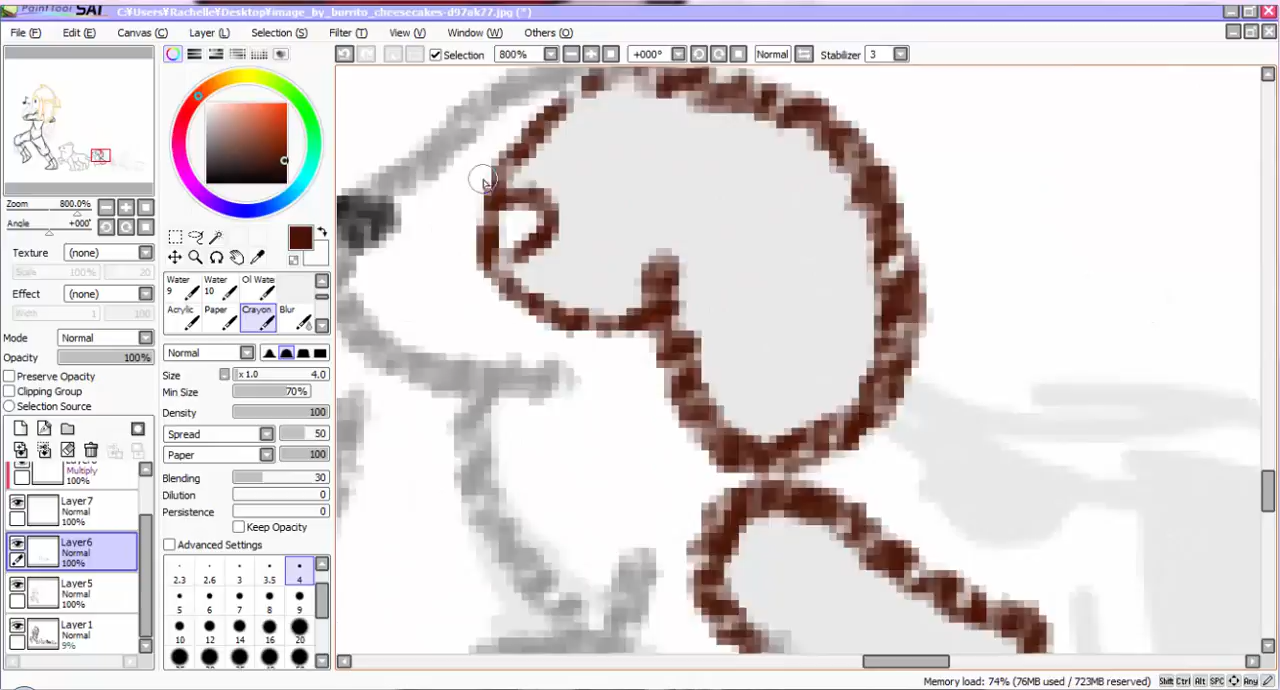 PaintTool SAI C:¥Users¥Rachelle¥Desktop¥image_by_burrito_cheesecakes-d97ak77.jpg (*)
File (F) Edit (E) Canvas (C) Layer (L) Selection (S) Filter (T) View (V) Window (W) Others (O)
Selection 800% +000° Normal Stabilizer 3
Zoom 800.0%
Angle +000°
Texture (none)
Scale 100% 20
Effect (none)
Width 1 100
Mode Normal
Opacity 100%
Preserve Opacity
Clipping Group
Selection Source
Multiply
Layer7
Normal
100%
Layer6
Normal
100%
Layer5
Normal
100%
Layer1
Normal
9%
Water 9 Water 10 Oil Wate
Acrylic Paper Crayon Blur
Normal
Size x 1.0 4.0
Min Size 70%
Density 100
Spread 50
Paper 100
Blending 30
Dilution 0
Persistence 0
Keep Opacity
Advanced Settings
2.3 2.6 3 3.5 4
5 6 7 8 9
10 12 14 16 20
Memory load: 74% (76MB used / 723MB reserved) Shift Ctrl Alt SPC Any